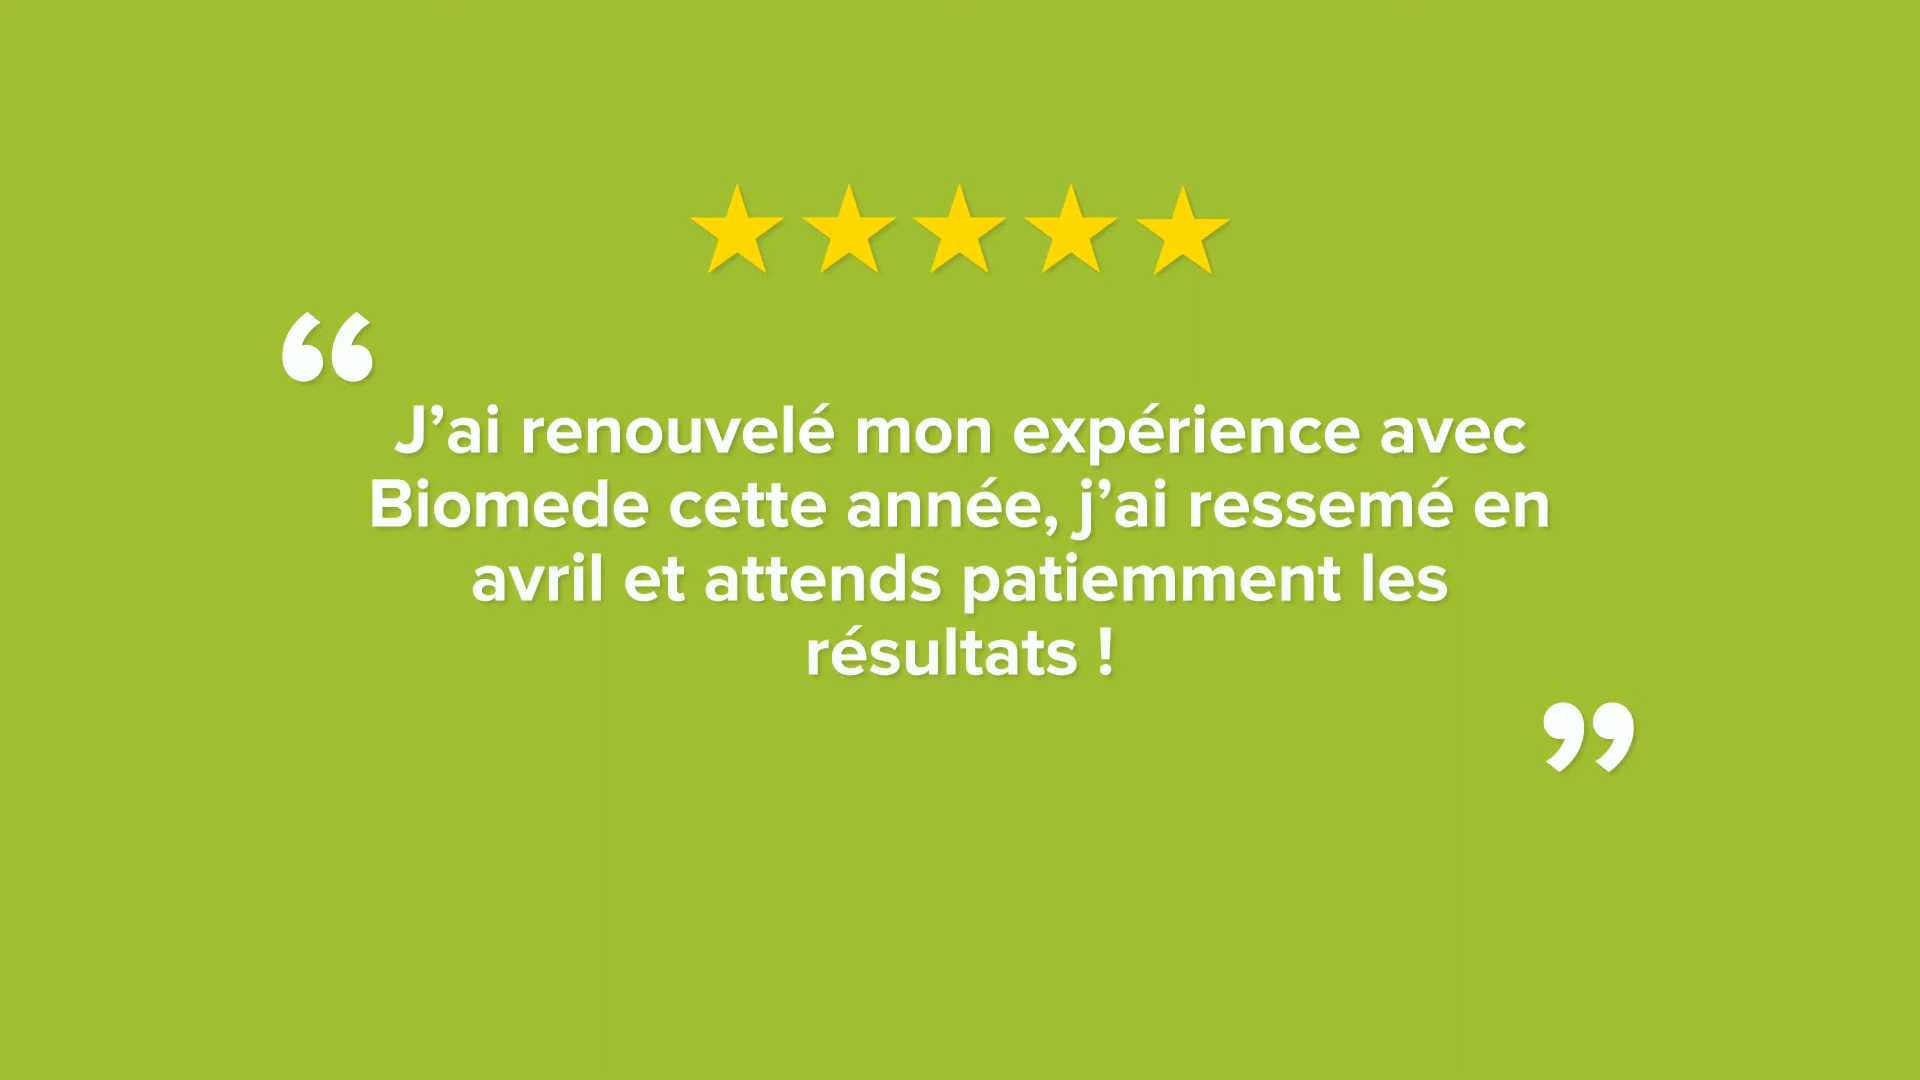 “
J’ai renouvelé mon expérience avec
Biomede cette année, j’ai ressemé en
avril et attends patiemment les
résultats !
”